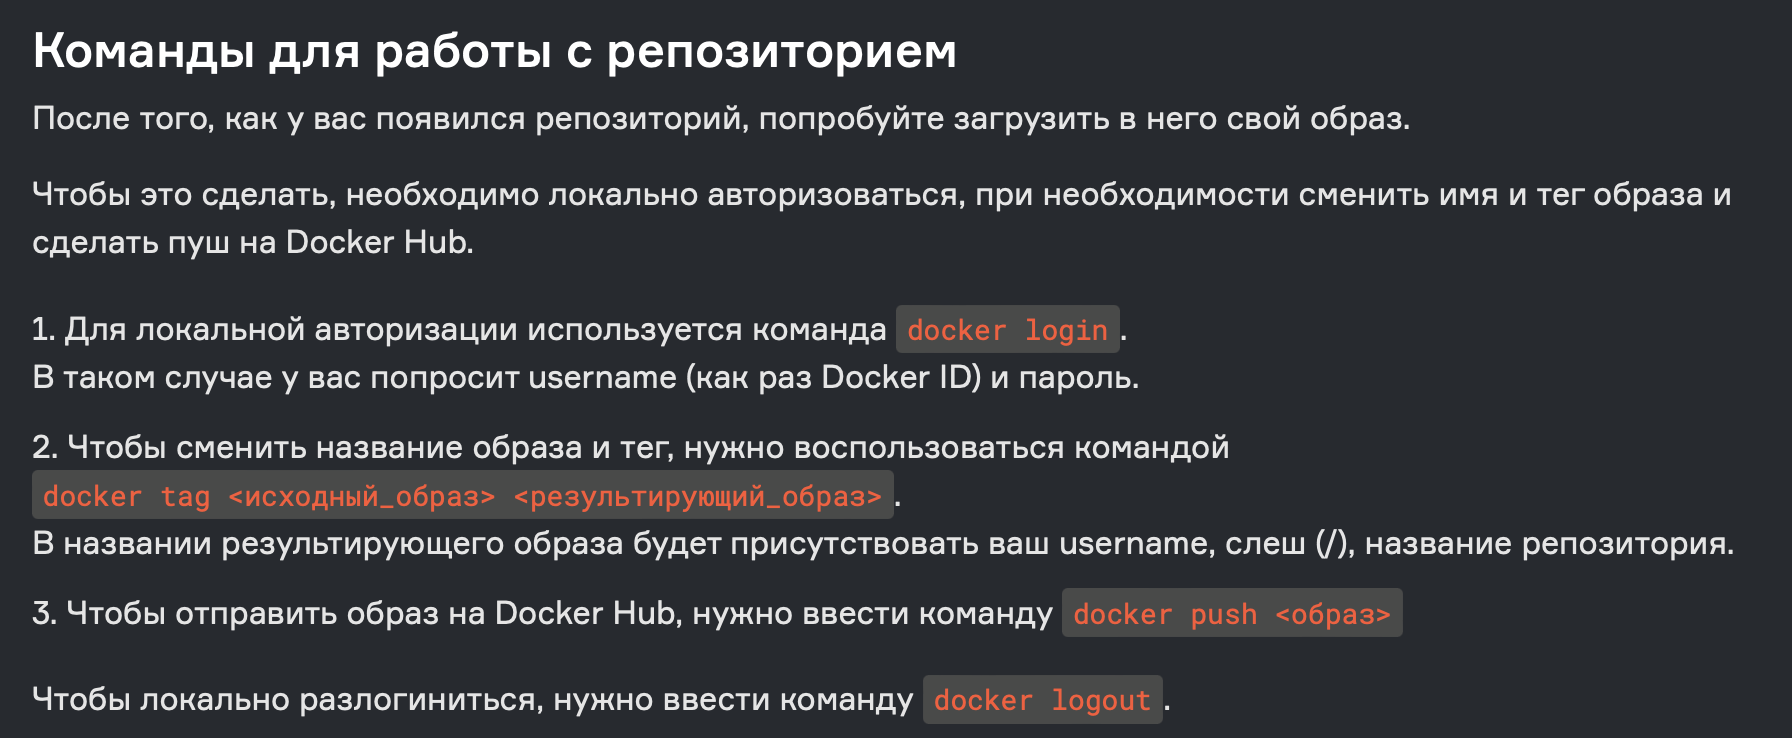 Команды для работы с репозиторием
После того, как у вас появился репозиторий, попробуйте загрузить в него свой образ.
Чтобы это сделать, необходимо локально авторизоваться, при необходимости сменить имя и тег образа и
сделать пуш на Docker Hub.
1. Для локальной авторизации используется команда docker login.
В таком случае у вас попросит username (как раз Docker ID) и пароль.
2. Чтобы сменить название образа и тег, нужно воспользоваться командой
docker tag <исходный_образ> <результирующий_образ>.
В названии результирующего образа будет присутствовать ваш username, слеш (/), название репозитория.
3. Чтобы отправить образ на Docker Hub, нужно ввести команду docker push <образ>
Чтобы локально разлогиниться, нужно ввести команду docker logout.